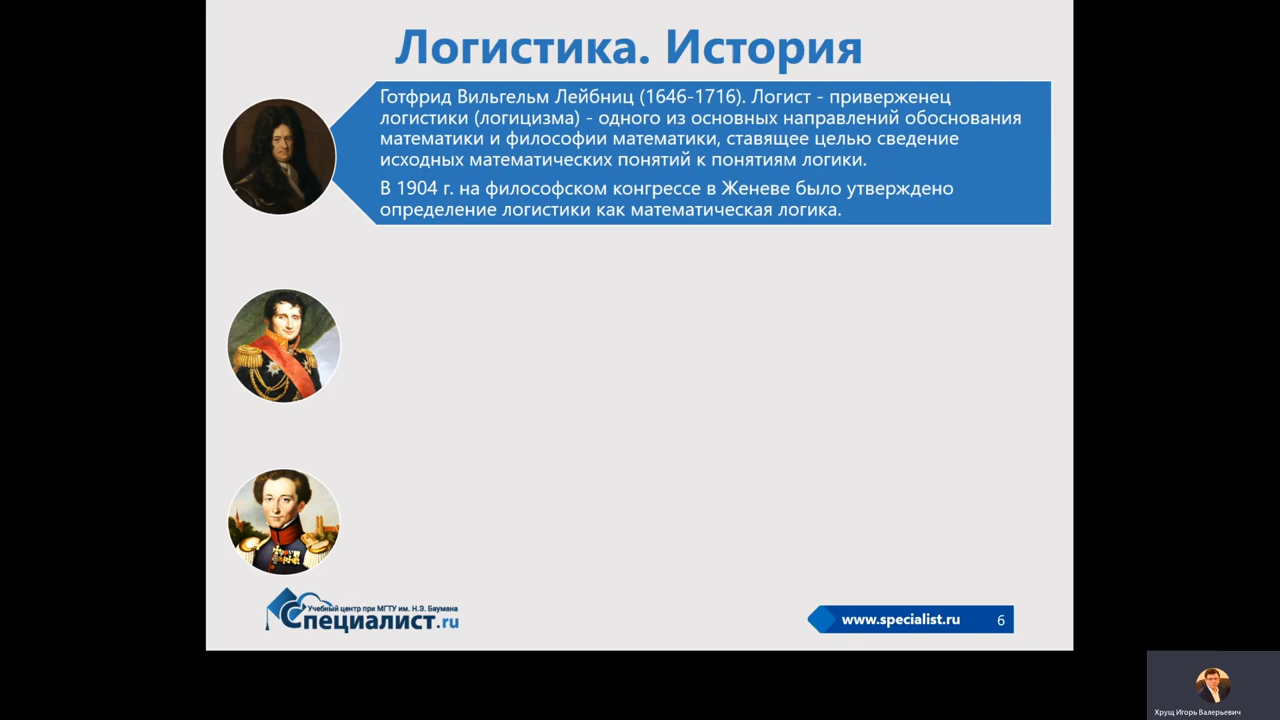 Логистика. История
Готфрид Вильгельм Лейбниц (1646-1716). Логист - приверженец
логистики (логицизма) - одного из основных направлений обоснования
математики и философии математики, ставящее целью сведение
исходных математических понятий к понятиям логики.
В 1904 г. на философском конгрессе в Женеве было утверждено
определение логистики как математическая логика.
Учебный центр при МГТУ им. Н.Э. Баумана
Специалист.ru
www.specialist.ru
6
Хрущ Игорь Валерьевич